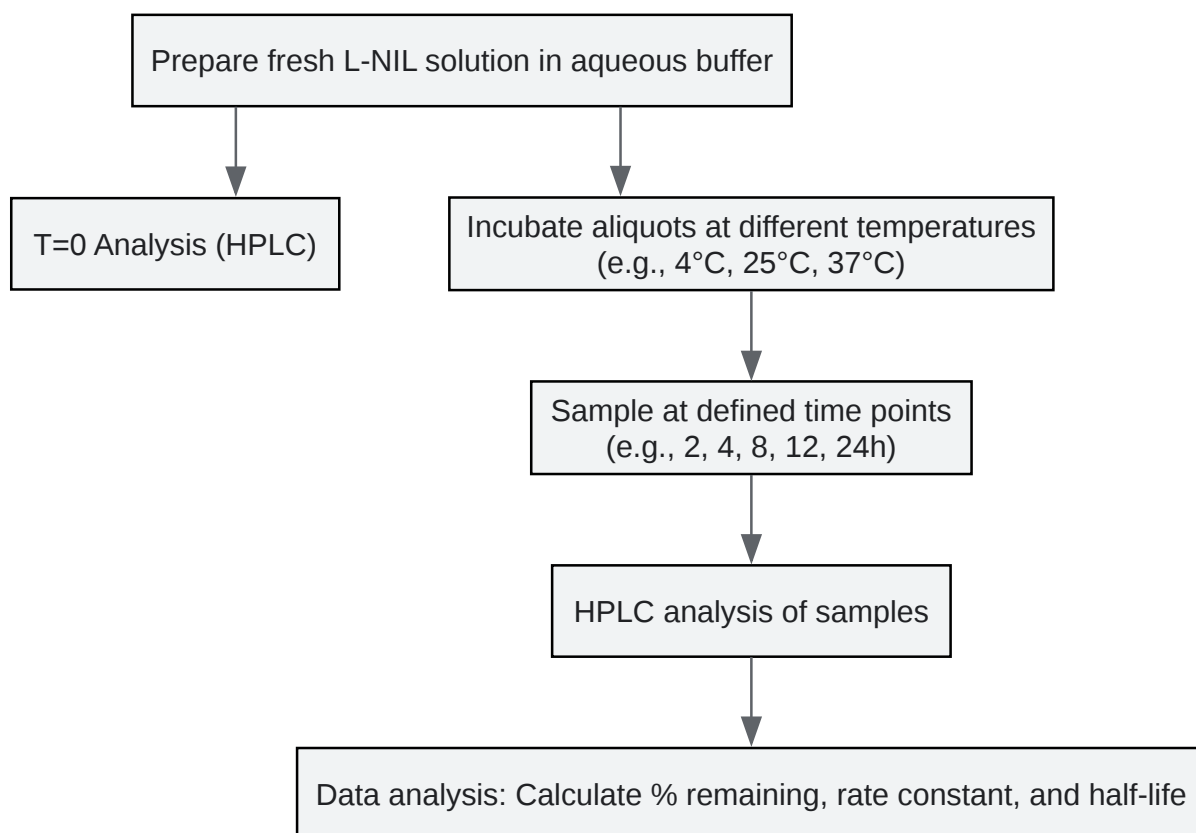 Prepare fresh L-NIL solution in aqueous buffer
T=0 Analysis (HPLC)
Incubate aliquots at different temperatures
(e.g., 4°C, 25°C, 37°C)
Sample at defined time points
(e.g., 2, 4, 8, 12, 24h)
HPLC analysis of samples
Data analysis: Calculate % remaining, rate constant, and half-life